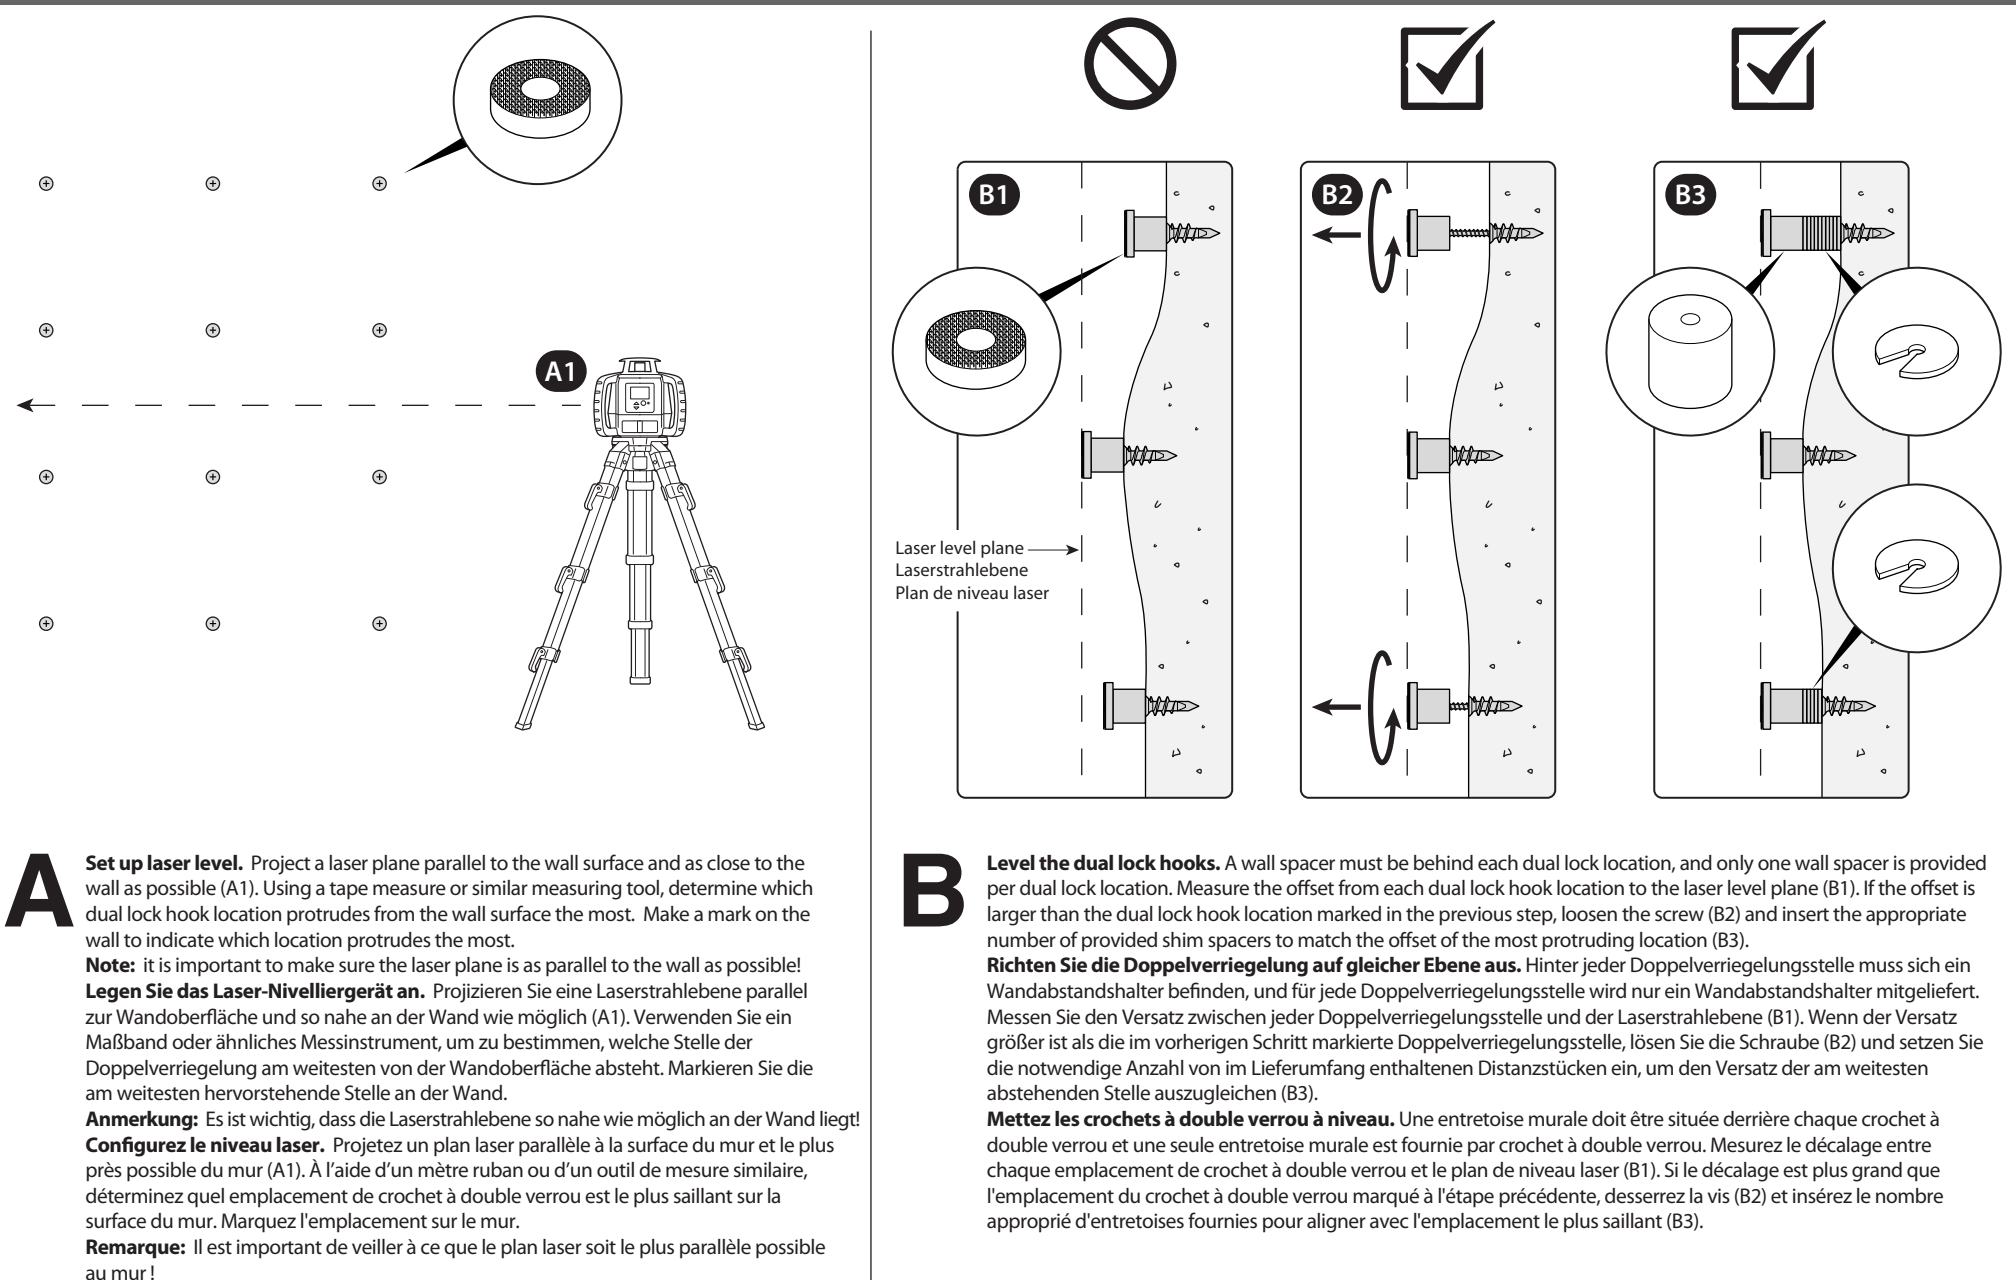 A1
B1
B2
B3
Laser level plane
Laserstrahlebene
Plan de niveau laser
A
Set up laser level. Project a laser plane parallel to the wall surface and as close to the
wall as possible (A1). Using a tape measure or similar measuring tool, determine which
dual lock hook location protrudes from the wall surface the most. Make a mark on the
wall to indicate which location protrudes the most.
Note: it is important to make sure the laser plane is as parallel to the wall as possible!
Legen Sie das Laser-Nivelliergerät an. Projizieren Sie eine Laserstrahlebene parallel
zur Wandoberfläche und so nahe an der Wand wie möglich (A1). Verwenden Sie ein
Maßband oder ähnliches Messinstrument, um zu bestimmen, welche Stelle der
Doppelverriegelung am weitesten von der Wandoberfläche absteht. Markieren Sie die
am weitesten hervorstehende Stelle an der Wand.
Anmerkung: Es ist wichtig, dass die Laserstrahlebene so nahe wie möglich an der Wand liegt!
Configurez le niveau laser. Projetez un plan laser parallèle à la surface du mur et le plus
près possible du mur (A1). À l’aide d’un mètre ruban ou d’un outil de mesure similaire,
déterminez quel emplacement de crochet à double verrou est le plus saillant sur la
surface du mur. Marquez l'emplacement sur le mur.
Remarque: Il est important de veiller à ce que le plan laser soit le plus parallèle possible
au mur !
B
Level the dual lock hooks. A wall spacer must be behind each dual lock location, and only one wall spacer is provided
per dual lock location. Measure the offset from each dual lock hook location to the laser level plane (B1). If the offset is
larger than the dual lock hook location marked in the previous step, loosen the screw (B2) and insert the appropriate
number of provided shim spacers to match the offset of the most protruding location (B3).
Richten Sie die Doppelverriegelung auf gleicher Ebene aus. Hinter jeder Doppelverriegelungsstelle muss sich ein
Wandabstandshalter befinden, und für jede Doppelverriegelungsstelle wird nur ein Wandabstandshalter mitgeliefert.
Messen Sie den Versatz zwischen jeder Doppelverriegelungsstelle und der Laserstrahlebene (B1). Wenn der Versatz
größer ist als die im vorherigen Schritt markierte Doppelverriegelungsstelle, lösen Sie die Schraube (B2) und setzen Sie
die notwendige Anzahl von im Lieferumfang enthaltenen Distanzstücken ein, um den Versatz der am weitesten
abstehenden Stelle auszugleichen (B3).
Mettez les crochets à double verrou à niveau. Une entretoise murale doit être située derrière chaque crochet à
double verrou et une seule entretoise murale est fournie par crochet à double verrou. Mesurez le décalage entre
chaque emplacement de crochet à double verrou et le plan de niveau laser (B1). Si le décalage est plus grand que
l'emplacement du crochet à double verrou marqué à l'étape précédente, desserrez la vis (B2) et insérez le nombre
approprié d'entretoises fournies pour aligner avec l'emplacement le plus saillant (B3).